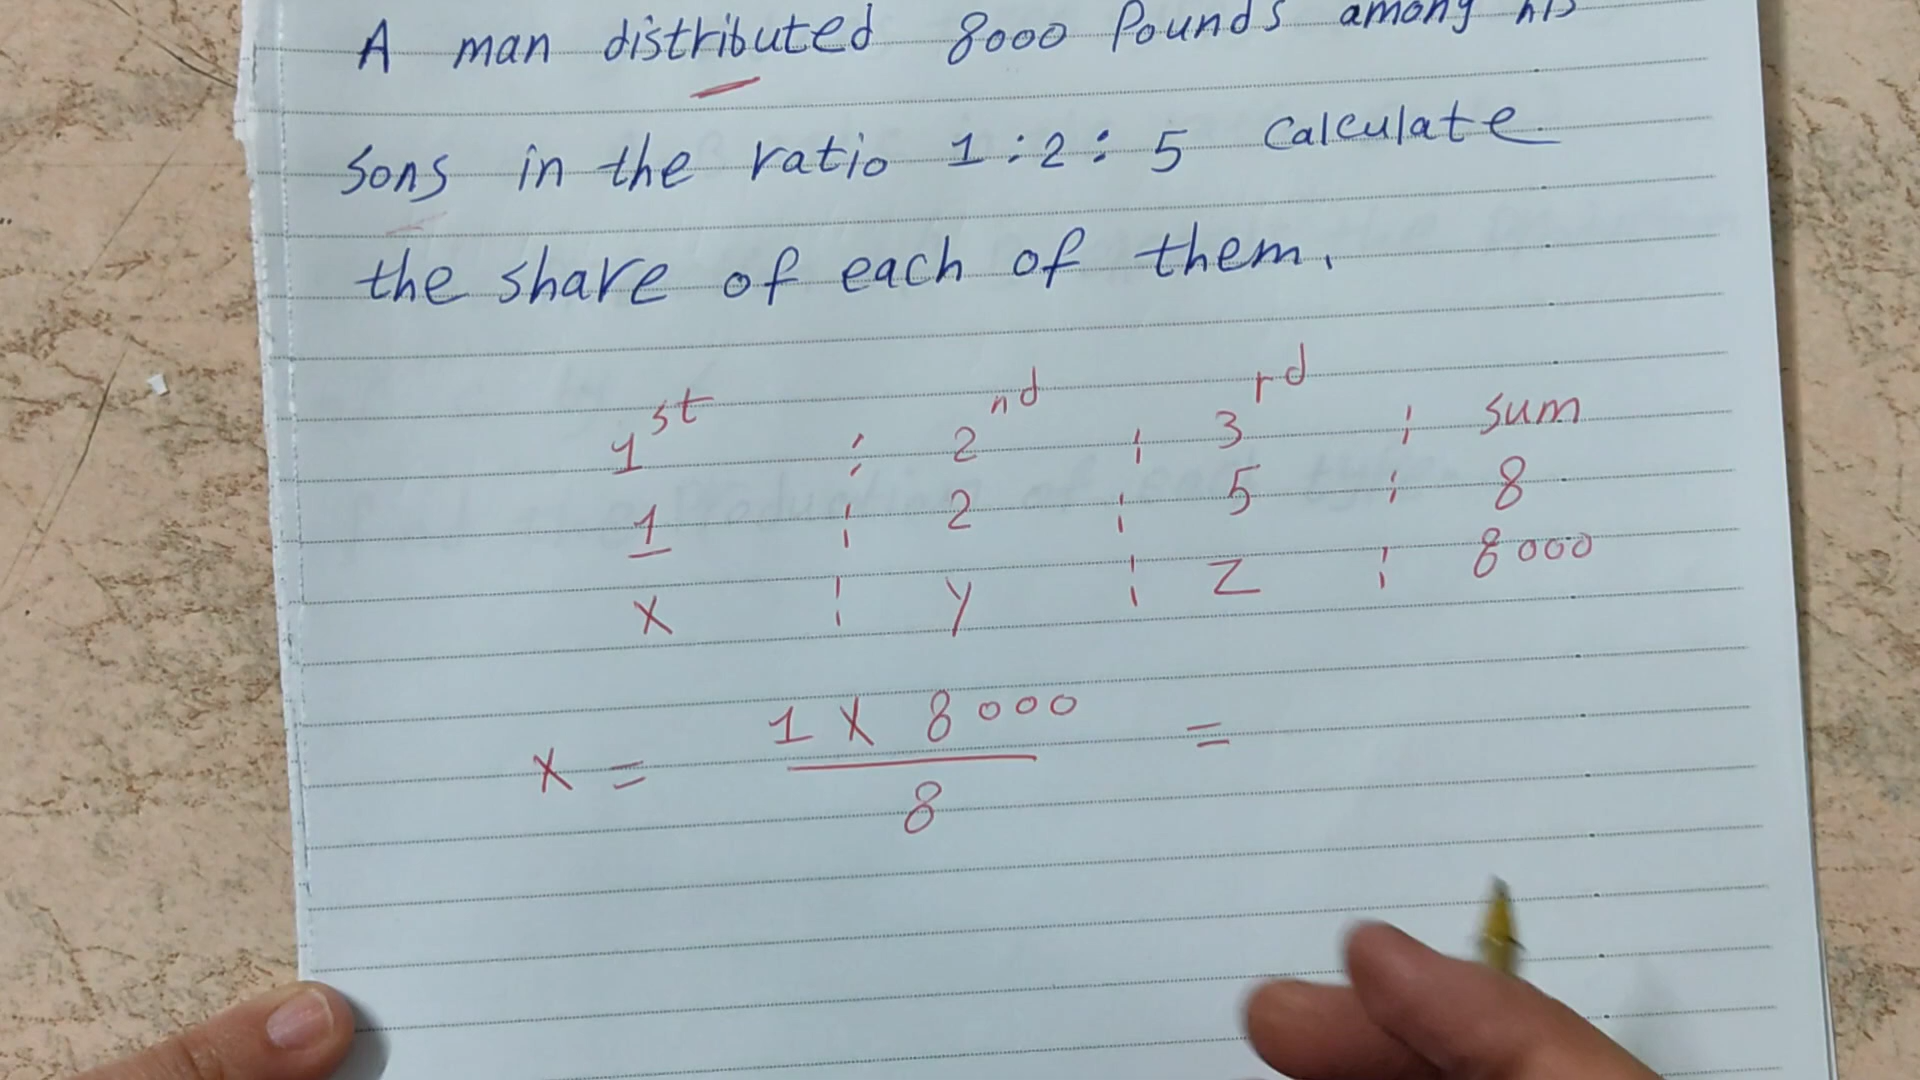 A man distributed 8000 Pounds among his
sons in the ratio 1 : 2 : 5 Calculate
the share of each of them.
1st : 2nd : 3rd : sum
1 : 2 : 5 : 8
X : y : Z : 8000
X = 1 X 8000 =
8